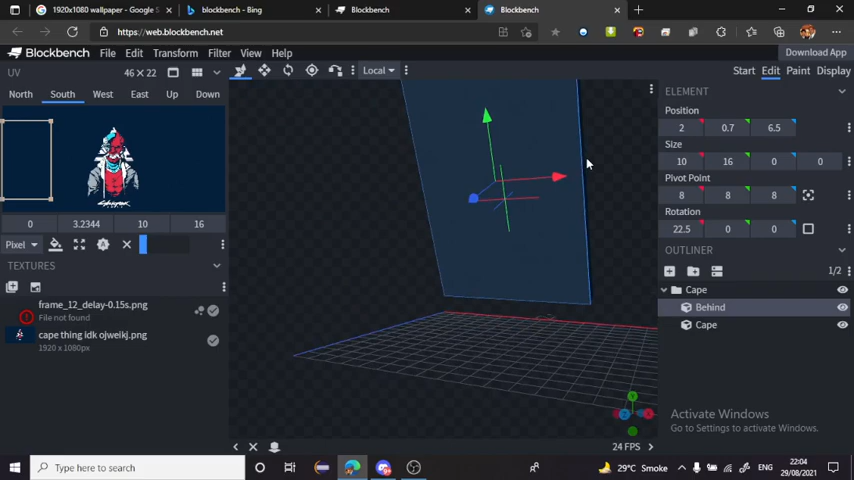 1920x1080 wallpaper - Google S
blockbench - Bing
Blockbench
Blockbench
https://web.blockbench.net
Blockbench File Edit Transform Filter View Help
Download App
UV 46 × 22
Local
Start Edit Paint Display
North South West East Up Down
0 3.2344 10 16
Pixel
TEXTURES
frame_12_delay-0.15s.png
File not found
cape thing idk ojweikj.png
1920 x 1080px
ELEMENT
Position
2 0.7 6.5
Size
10 16 0 0
Pivot Point
8 8 8
Rotation
22.5 0 0
OUTLINER
1/2
Cape
Behind
Cape
Activate Windows
Go to Settings to activate Windows.
24 FPS
Type here to search
29°C Smoke
ENG
22:04
29/08/2021